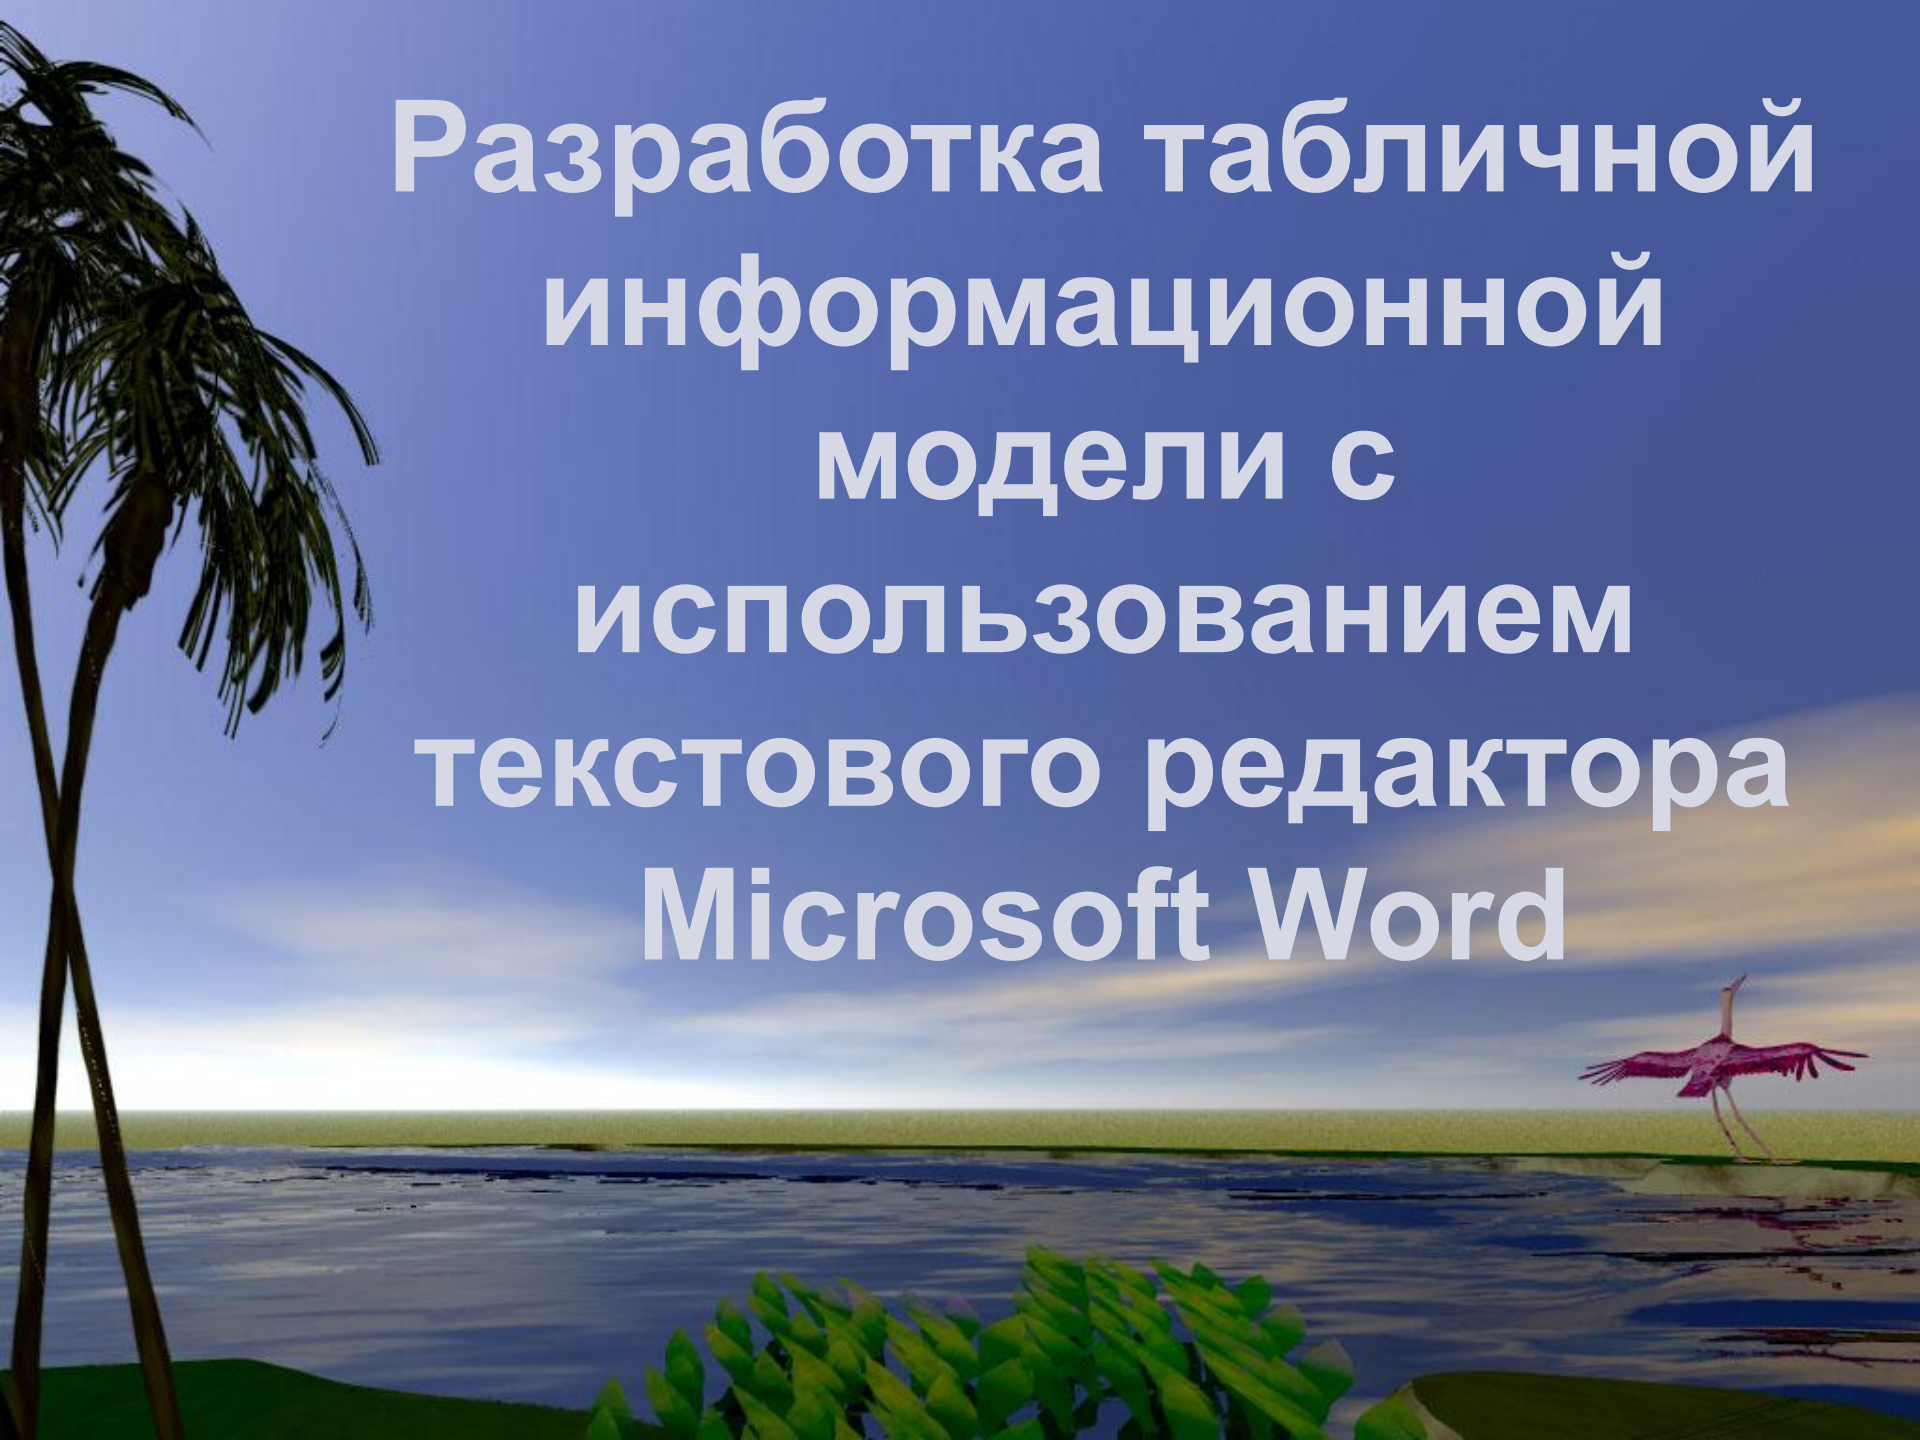 Разработка табличной
информационной
модели с
использованием
текстового редактора
Microsoft Word